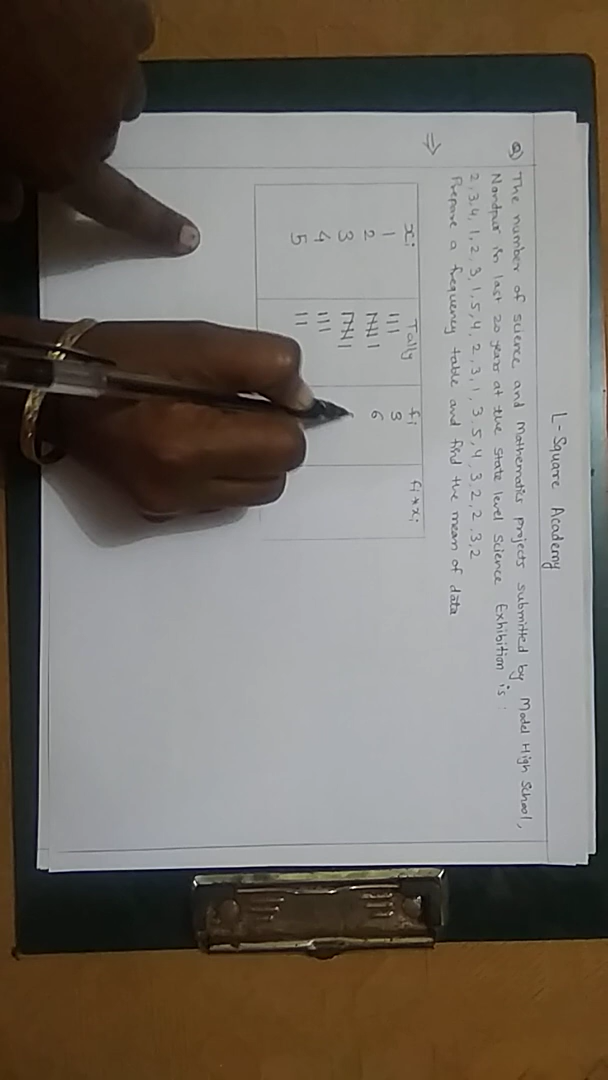 L-Square Academy
Q) The number of science and Mathematics Projects submitted by Model High School,
Nandpur in last 20 years at the state level Science Exhibition is :
2, 3, 4, 1, 2, 3, 1, 5, 4, 2, 3, 1, 3, 5, 4, 3, 2, 2, 3, 2
Prepare a frequency table and find the mean of data
⇒
xi Tally fi fi * xi
1 ||| 3
2 |||| | 6
3 |||| |
4 |||
5 ||